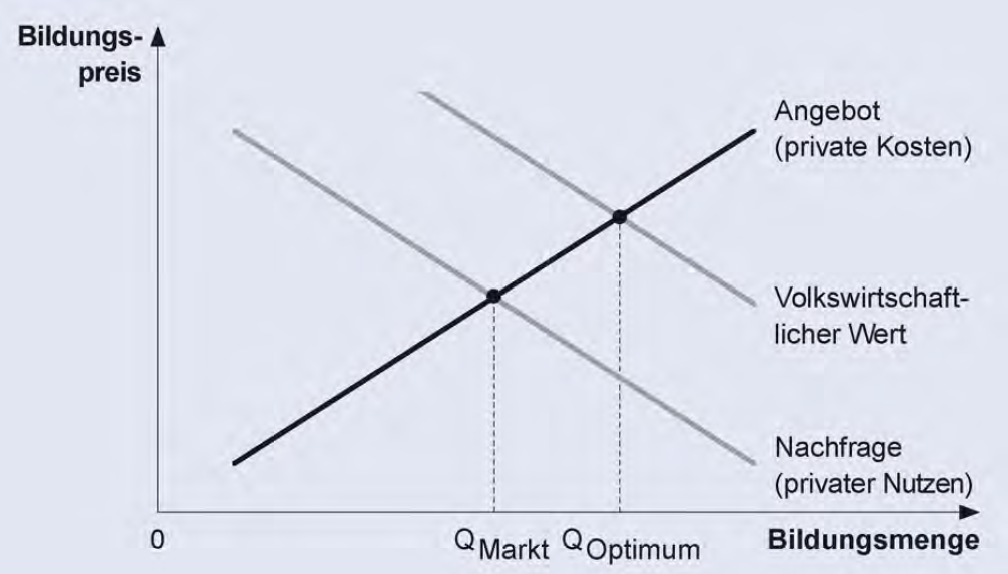 Bildungs-
preis
Angebot
(private Kosten)
Volkswirtschaft-
licher Wert
Nachfrage
(privater Nutzen)
0
QMarkt
QOptimum
Bildungsmenge